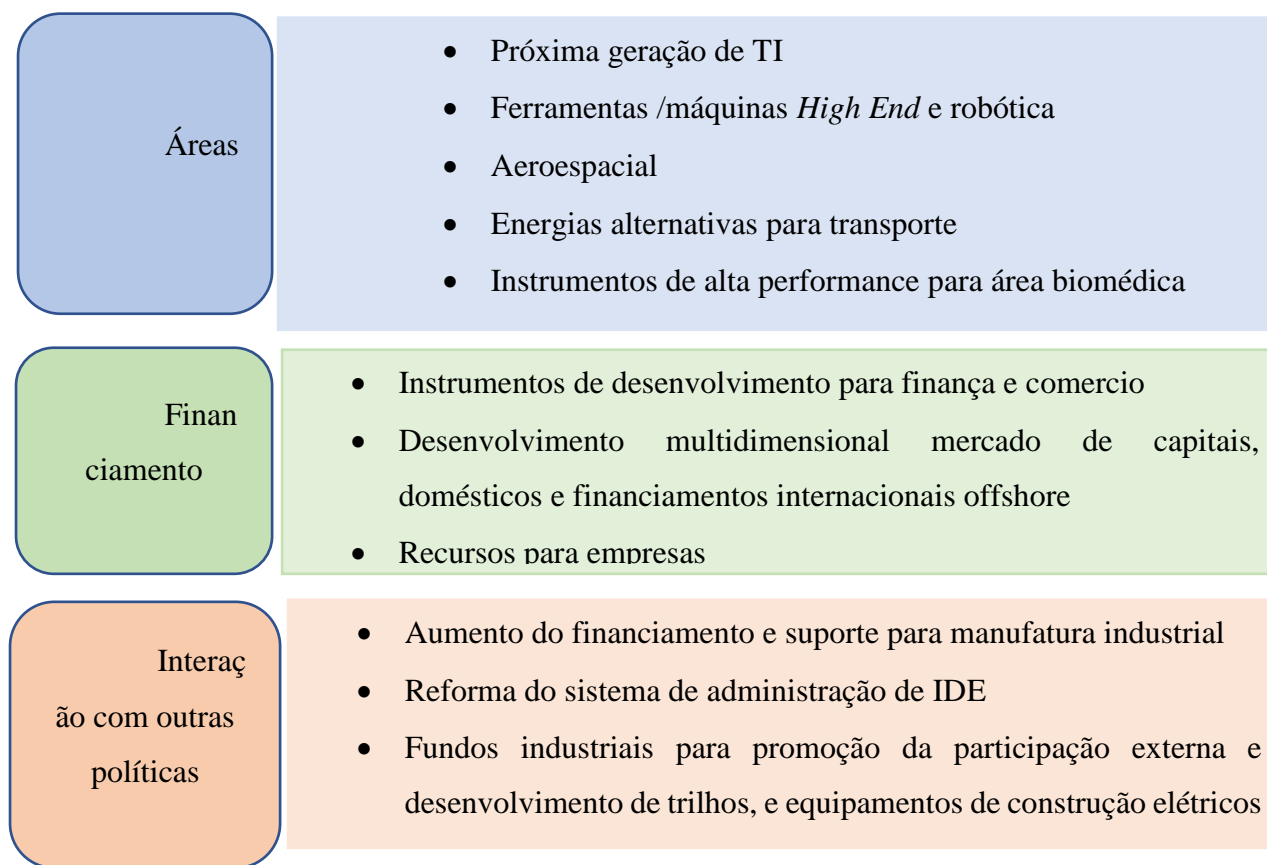 Áreas
• Próxima geração de TI
• Ferramentas /máquinas High End e robótica
• Aeroespacial
• Energias alternativas para transporte
• Instrumentos de alta performance para área biomédica
Finan
ciamento
• Instrumentos de desenvolvimento para finança e comercio
• Desenvolvimento multidimensional mercado de capitais,
domésticos e financiamentos internacionais offshore
• Recursos para empresas
Interaç
ão com outras
políticas
• Aumento do financiamento e suporte para manufatura industrial
• Reforma do sistema de administração de IDE
• Fundos industriais para promoção da participação externa e
desenvolvimento de trilhos, e equipamentos de construção elétricos